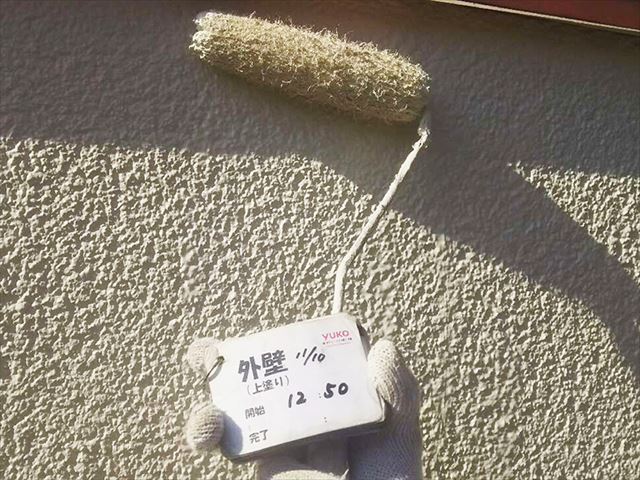 YUKO
外壁 11/10
(上塗り)
開始 12:50
完了 :